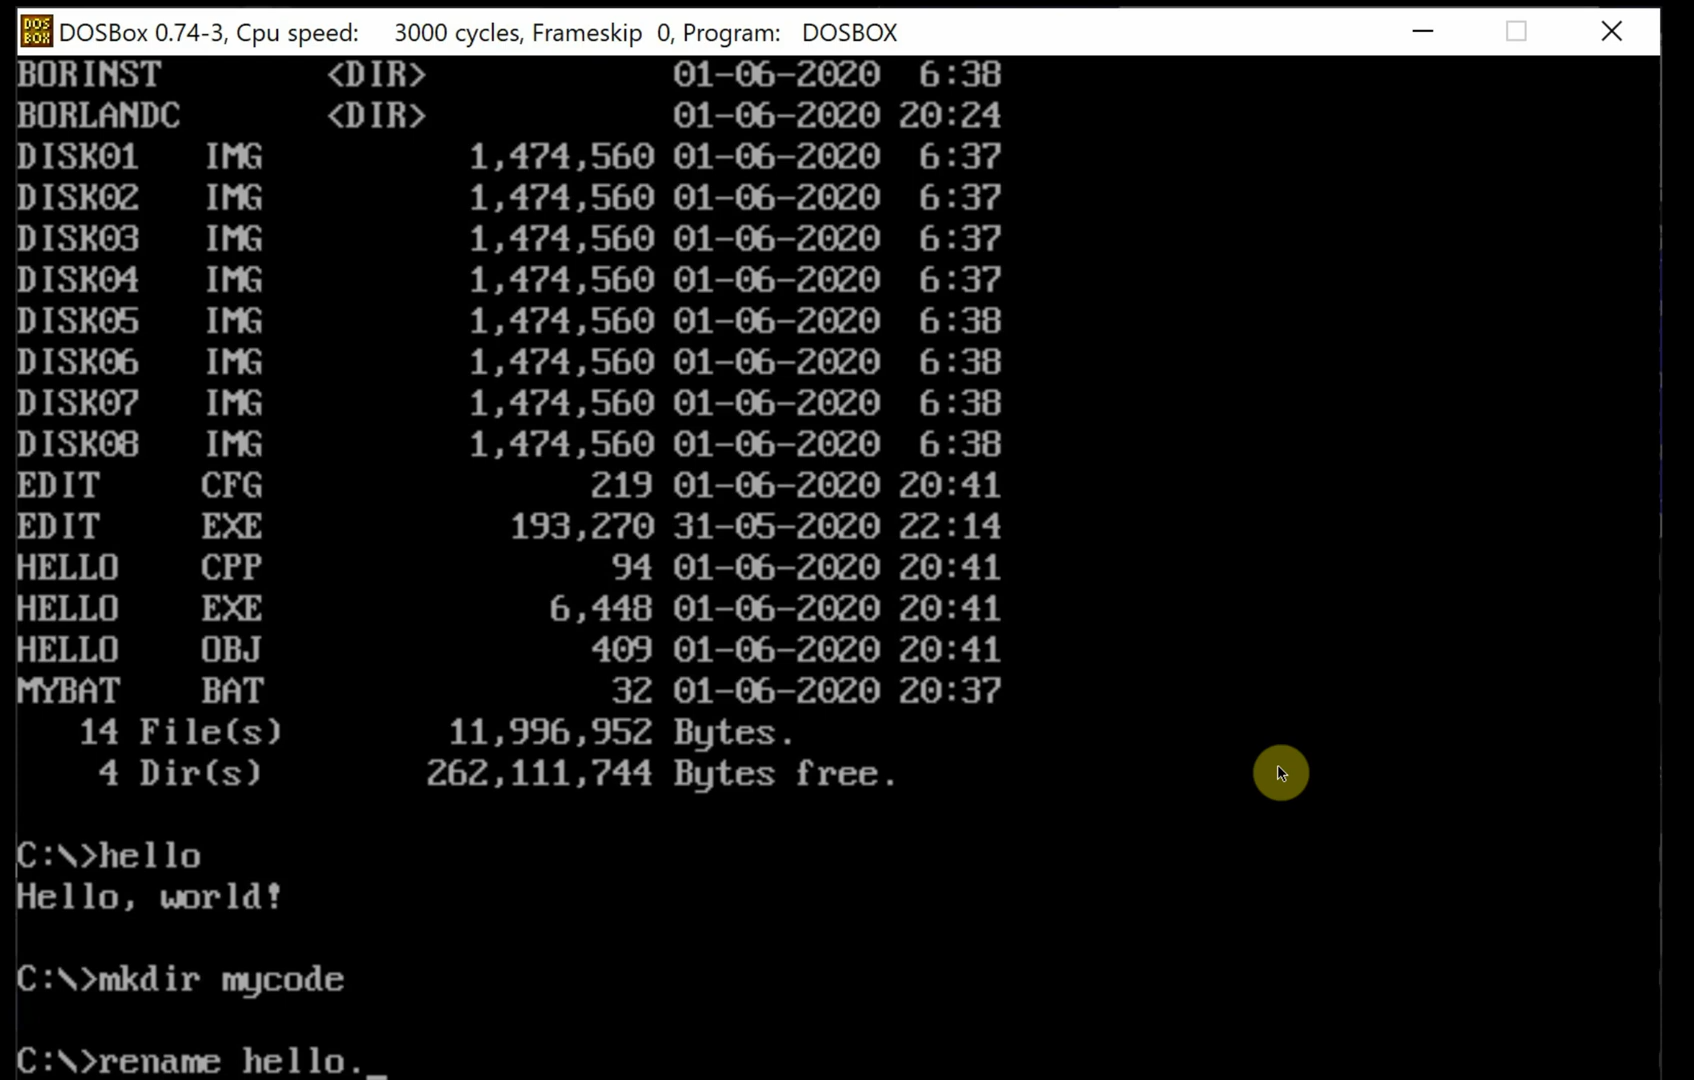 DOS BOX DOSBox 0.74-3, Cpu speed: 3000 cycles, Frameskip 0, Program: DOSBOX
BORINST <DIR> 01-06-2020 6:38
BORLANDC <DIR> 01-06-2020 20:24
DISK01 IMG 1,474,560 01-06-2020 6:37
DISK02 IMG 1,474,560 01-06-2020 6:37
DISK03 IMG 1,474,560 01-06-2020 6:37
DISK04 IMG 1,474,560 01-06-2020 6:37
DISK05 IMG 1,474,560 01-06-2020 6:38
DISK06 IMG 1,474,560 01-06-2020 6:38
DISK07 IMG 1,474,560 01-06-2020 6:38
DISK08 IMG 1,474,560 01-06-2020 6:38
EDIT CFG 219 01-06-2020 20:41
EDIT EXE 193,270 31-05-2020 22:14
HELLO CPP 94 01-06-2020 20:41
HELLO EXE 6,448 01-06-2020 20:41
HELLO OBJ 409 01-06-2020 20:41
MYBAT BAT 32 01-06-2020 20:37
14 File(s) 11,996,952 Bytes.
4 Dir(s) 262,111,744 Bytes free.
C:\>hello
Hello, world!
C:\>mkdir mycode
C:\>rename hello._